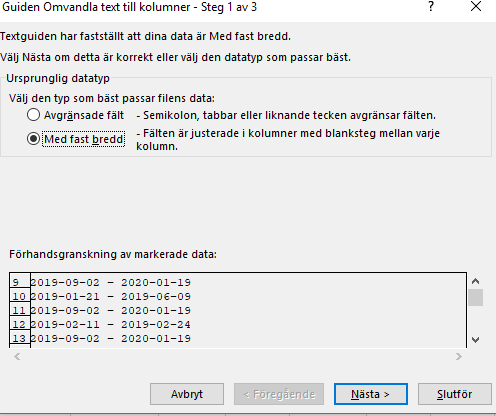 Guiden Omvandla text till kolumner - Steg 1 av 3 ? ×
Textguiden har fastställt att dina data är Med fast bredd.
Välj Nästa om detta är korrekt eller välj den datatyp som passar bäst.
Ursprunglig datatyp
Välj den typ som bäst passar filens data:
Avgränsade fält - Semikolon, tabbar eller liknande tecken avgränsar fälten.
Med fast bredd - Fälten är justerade i kolumner med blanksteg mellan varje
kolumn.
Förhandsgranskning av markerade data:
9 2019-09-02 – 2020-01-19
10 2019-01-21 – 2019-06-09
11 2019-09-02 – 2020-01-19
12 2019-02-11 – 2019-02-24
13 2019-09-02 – 2020-01-19
Avbryt < Föregående Nästa > Slutför